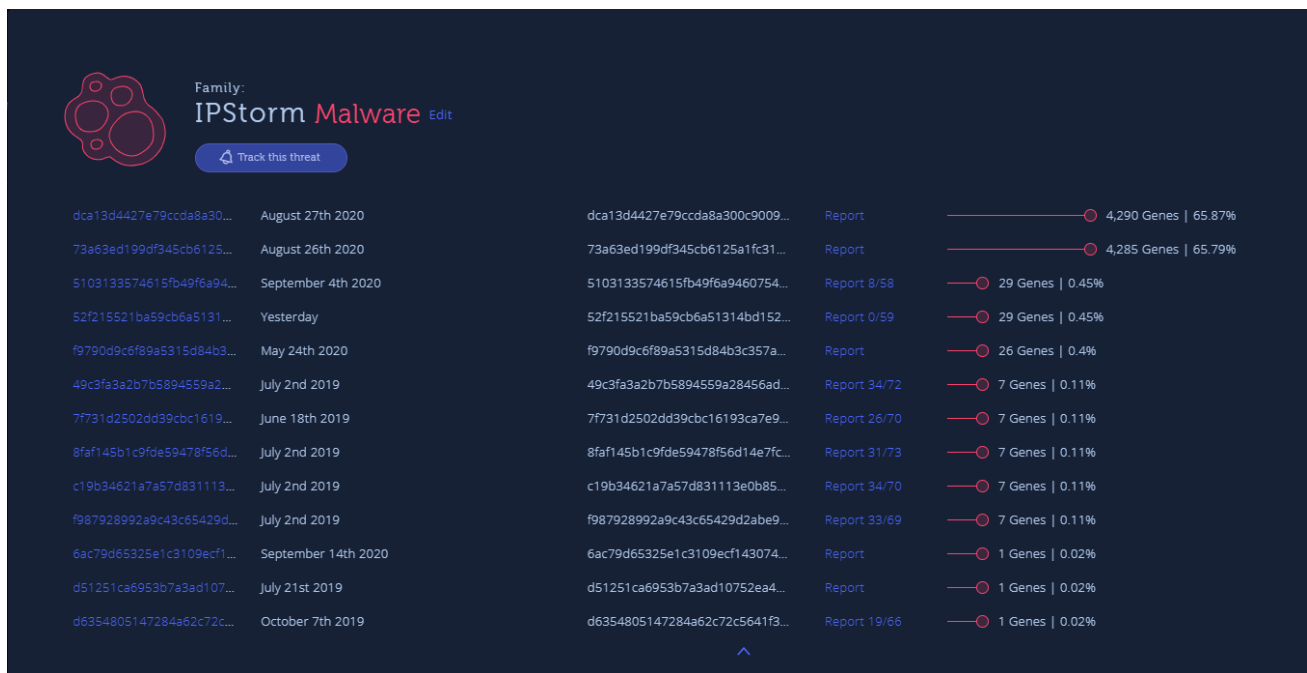 Family:
IPStorm Malware Edit
Track this threat
dca13d4427e79ccda8a30... August 27th 2020 dca13d4427e79ccda8a300c9009... Report 4,290 Genes | 65.87%
73a63ed199df345cb6125... August 26th 2020 73a63ed199df345cb6125a1fc31... Report 4,285 Genes | 65.79%
5103133574615fb49f6a94... September 4th 2020 5103133574615fb49f6a9460754... Report 8/58 29 Genes | 0.45%
52f215521ba59cb6a5131... Yesterday 52f215521ba59cb6a51314bd152... Report 0/59 29 Genes | 0.45%
f9790d9c6f89a5315d84b3... May 24th 2020 f9790d9c6f89a5315d84b3c357a... Report 26 Genes | 0.4%
49c3fa3a2b7b5894559a2... July 2nd 2019 49c3fa3a2b7b5894559a28456ad... Report 34/72 7 Genes | 0.11%
7f731d2502dd39cbc1619... June 18th 2019 7f731d2502dd39cbc16193ca7e9... Report 26/70 7 Genes | 0.11%
8faf145b1c9fde59478f56d... July 2nd 2019 8faf145b1c9fde59478f56d14e7fc... Report 31/73 7 Genes | 0.11%
c19b34621a7a57d831113... July 2nd 2019 c19b34621a7a57d831113e0b85... Report 34/70 7 Genes | 0.11%
f987928992a9c43c65429d... July 2nd 2019 f987928992a9c43c65429d2abe9... Report 33/69 7 Genes | 0.11%
6ac79d65325e1c3109ecf1... September 14th 2020 6ac79d65325e1c3109ecf143074... Report 1 Genes | 0.02%
d51251ca6953b7a3ad107... July 21st 2019 d51251ca6953b7a3ad10752ea4... Report 1 Genes | 0.02%
d6354805147284a62c72c... October 7th 2019 d6354805147284a62c72c5641f3... Report 19/66 1 Genes | 0.02%